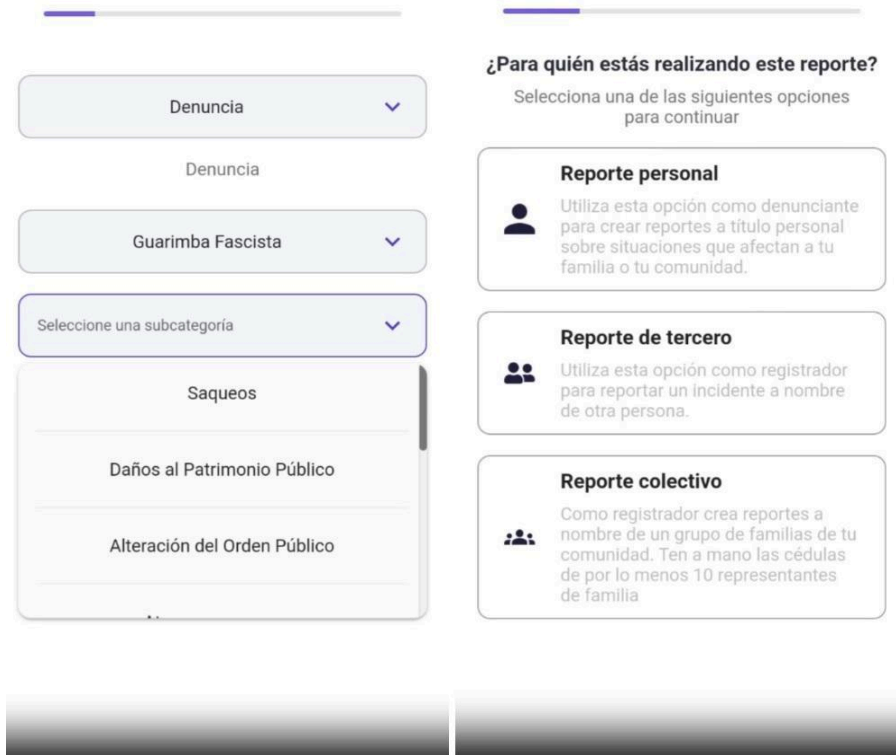 Denuncia
Denuncia
Guarimba Fascista
Seleccione una subcategoría
Saqueos
Daños al Patrimonio Público
Alteración del Orden Público
¿Para quién estás realizando este reporte?
Selecciona una de las siguientes opciones
para continuar
Reporte personal
Utiliza esta opción como denunciante
para crear reportes a título personal
sobre situaciones que afectan a tu
familia o tu comunidad.
Reporte de tercero
Utiliza esta opción como registrador
para reportar un incidente a nombre
de otra persona.
Reporte colectivo
Como registrador crea reportes a
nombre de un grupo de familias de tu
comunidad. Ten a mano las cédulas
de por lo menos 10 representantes
de familia